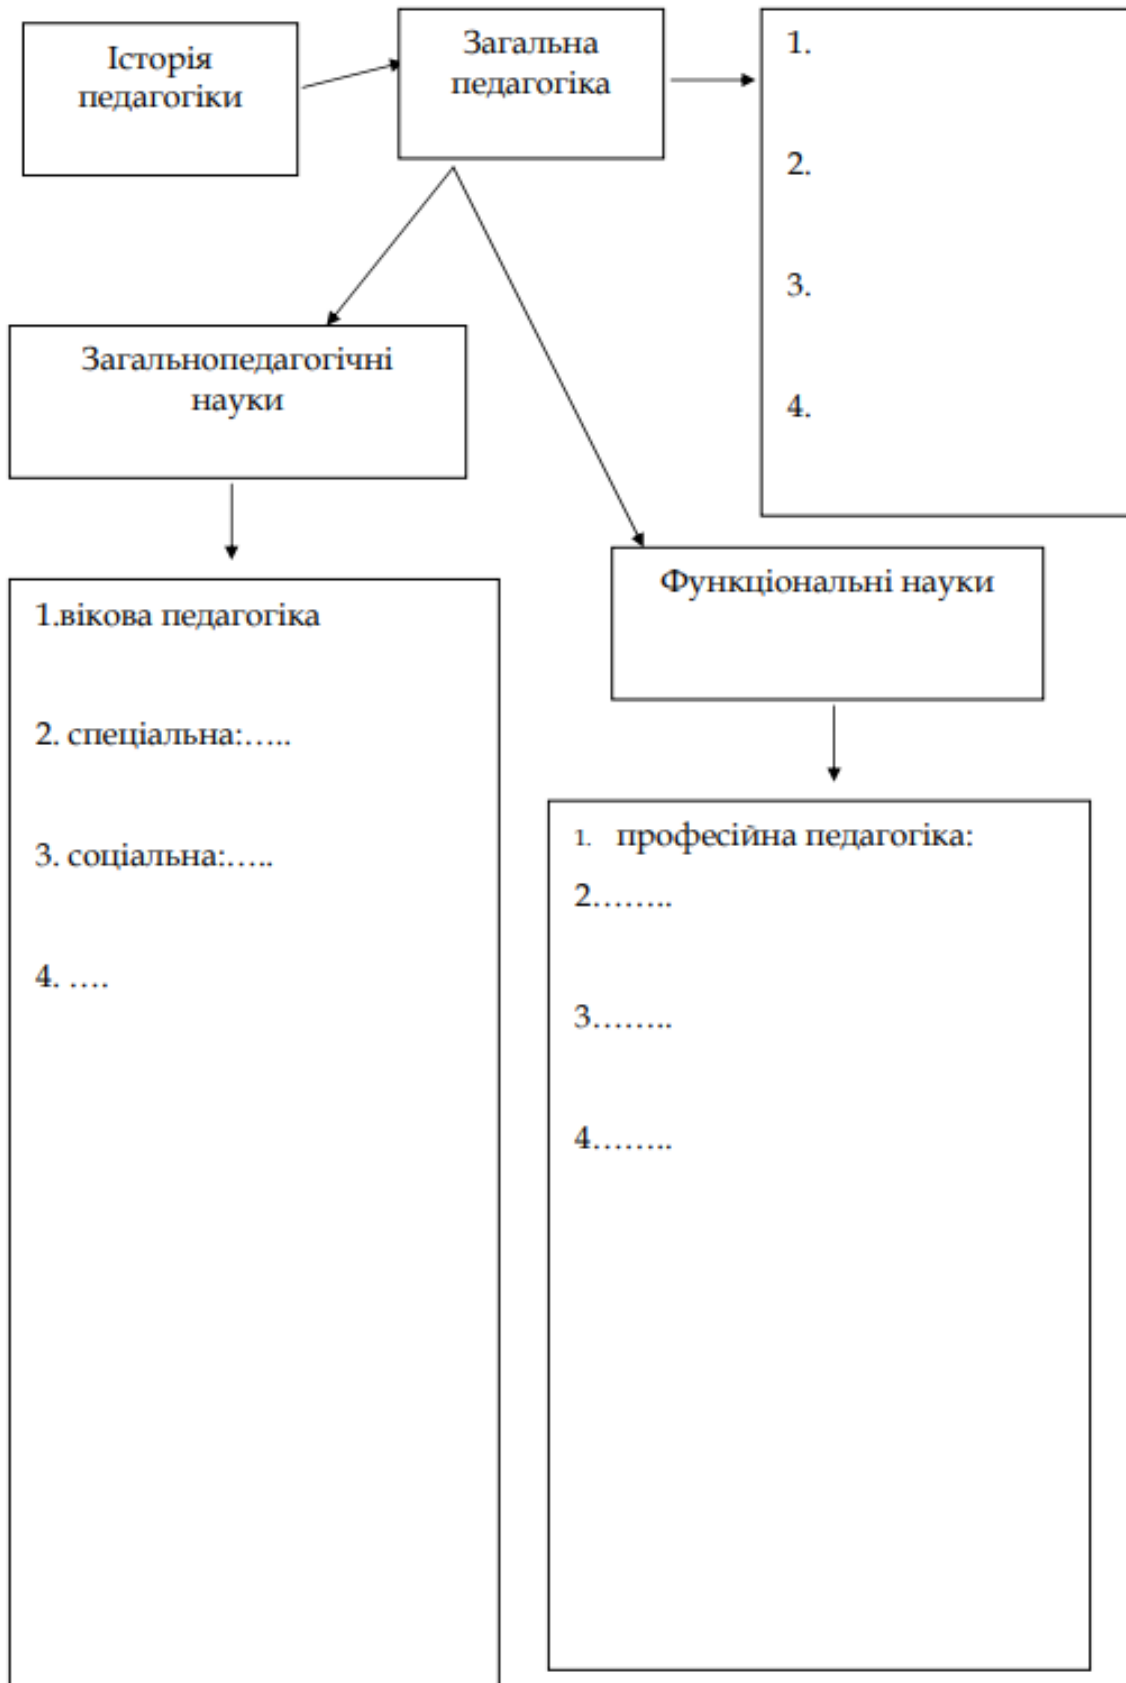 Історія
педагогіки
Загальна
педагогіка
1.
2.
3.
4.
Загальнопедагогічні
науки
Функціональні науки
1.вікова педагогіка
2. спеціальна:…..
3. соціальна:…..
4. ….
1. професійна педагогіка:
2……..
3……..
4……..